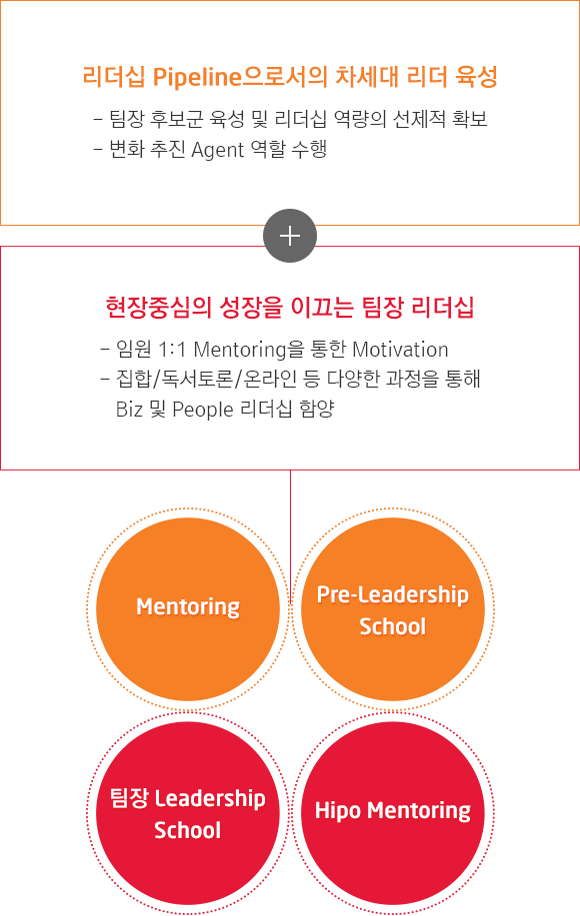 리더십 Pipeline으로서의 차세대 리더 육성
- 팀장 후보군 육성 및 리더십 역량의 선제적 확보
- 변화 추진 Agent 역할 수행
+
현장중심의 성장을 이끄는 팀장 리더십
- 임원 1:1 Mentoring을 통한 Motivation
- 집합/독서토론/온라인 등 다양한 과정을 통해
Biz 및 People 리더십 함양
Mentoring
Pre-Leadership
School
팀장 Leadership
School
Hipo Mentoring